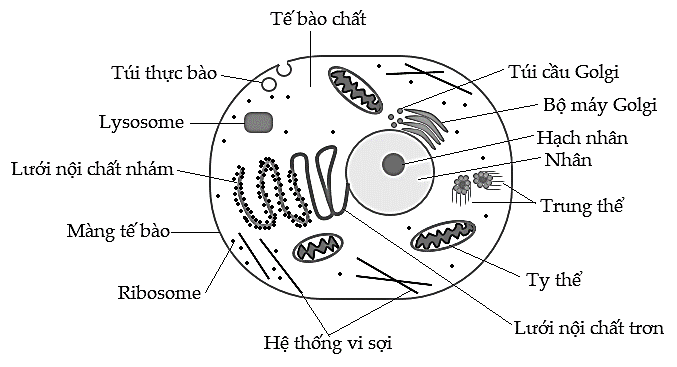 Tế bào chất
Túi thực bào
Túi cầu Golgi
Bộ máy Golgi
Lysosome
Hạch nhân
Nhân
Lưới nội chất nhám
Trung thể
Màng tế bào
Ty thể
Ribosome
Lưới nội chất trơn
Hệ thống vi sợi